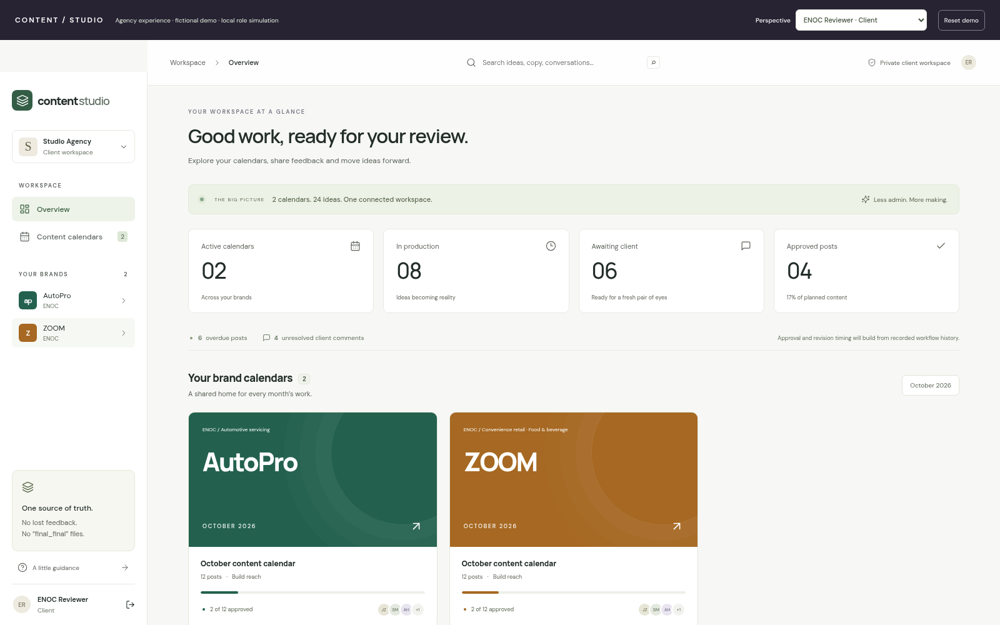 CONTENT / STUDIO
Agency experience · fictional demo · local role simulation
Perspective
ENOC Reviewer · Client
Reset demo
Workspace
Overview
Search ideas, copy, conversations...
Private client workspace
ER
contentstudio
S
Studio Agency
Client workspace
WORKSPACE
Overview
Content calendars
2
YOUR BRANDS
2
ap
AutoPro
ENOC
Z
ZOOM
ENOC
One source of truth.
No lost feedback.
No “final_final” files.
A little guidance
ER
ENOC Reviewer
Client
YOUR WORKSPACE AT A GLANCE
Good work, ready for your review.
Explore your calendars, share feedback and move ideas forward.
THE BIG PICTURE
2 calendars. 24 ideas. One connected workspace.
Less admin. More making.
Active calendars
02
Across your brands
In production
08
Ideas becoming reality
Awaiting client
06
Ready for a fresh pair of eyes
Approved posts
04
17% of planned content
6 overdue posts
4 unresolved client comments
Approval and revision timing will build from recorded workflow history.
Your brand calendars 2
A shared home for every month’s work.
October 2026
ENOC / Automotive servicing
AutoPro
OCTOBER 2026
October content calendar
12 posts · Build reach
2 of 12 approved
JZ SM AH +1
ENOC / Convenience retail · Food & beverage
ZOOM
OCTOBER 2026
October content calendar
12 posts · Build reach
2 of 12 approved
JZ SM AH +1